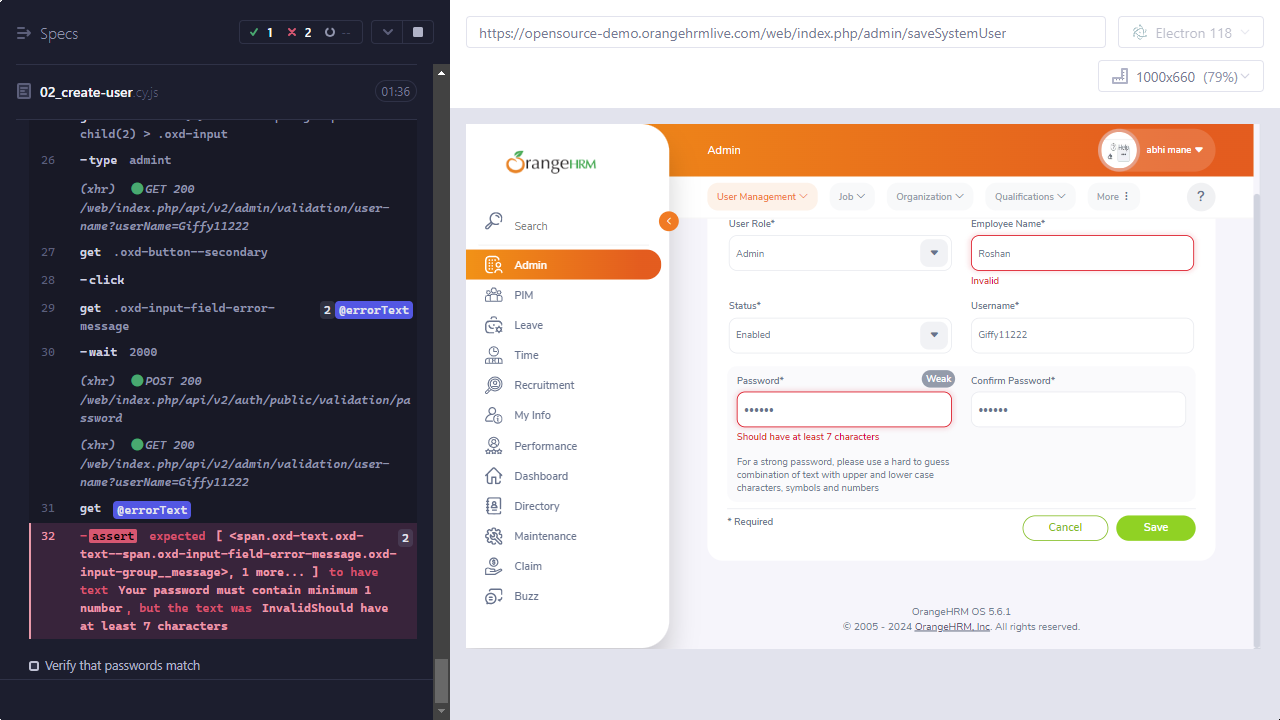 Specs
1
2
--
02_create-user.cy.js
01:36
child(2) > .oxd-input
26 -type admint
(xhr) GET 200
/web/index.php/api/v2/admin/validation/user-
name?userName=Giffy11222
27 get .oxd-button--secondary
28 -click
29 get .oxd-input-field-error-
message
2 @errorText
30 -wait 2000
(xhr) POST 200
/web/index.php/api/v2/auth/public/validation/pa
ssword
(xhr) GET 200
/web/index.php/api/v2/admin/validation/user-
name?userName=Giffy11222
31 get @errorText
32 -assert expected [ <span.oxd-text.oxd-
2
text--span.oxd-input-field-error-message.oxd-
input-group__message>, 1 more... ] to have
text Your password must contain minimum 1
number, but the text was InvalidShould have
at least 7 characters
Verify that passwords match
https://opensource-demo.orangehrmlive.com/web/index.php/admin/saveSystemUser
Electron 118
1000x660 (79%)
OrangeHRM
Search
Admin
PIM
Leave
Time
Recruitment
My Info
Performance
Dashboard
Directory
Maintenance
Claim
Buzz
Admin
Help
abhi mane
User Management
Job
Organization
Qualifications
More
?
User Role*
Employee Name*
Admin
Roshan
Invalid
Status*
Username*
Enabled
Giffy11222
Password*
Weak
Confirm Password*
••••••
••••••
Should have at least 7 characters
For a strong password, please use a hard to guess
combination of text with upper and lower case
characters, symbols and numbers
* Required
Cancel
Save
OrangeHRM OS 5.6.1
© 2005 - 2024 OrangeHRM, Inc. All rights reserved.